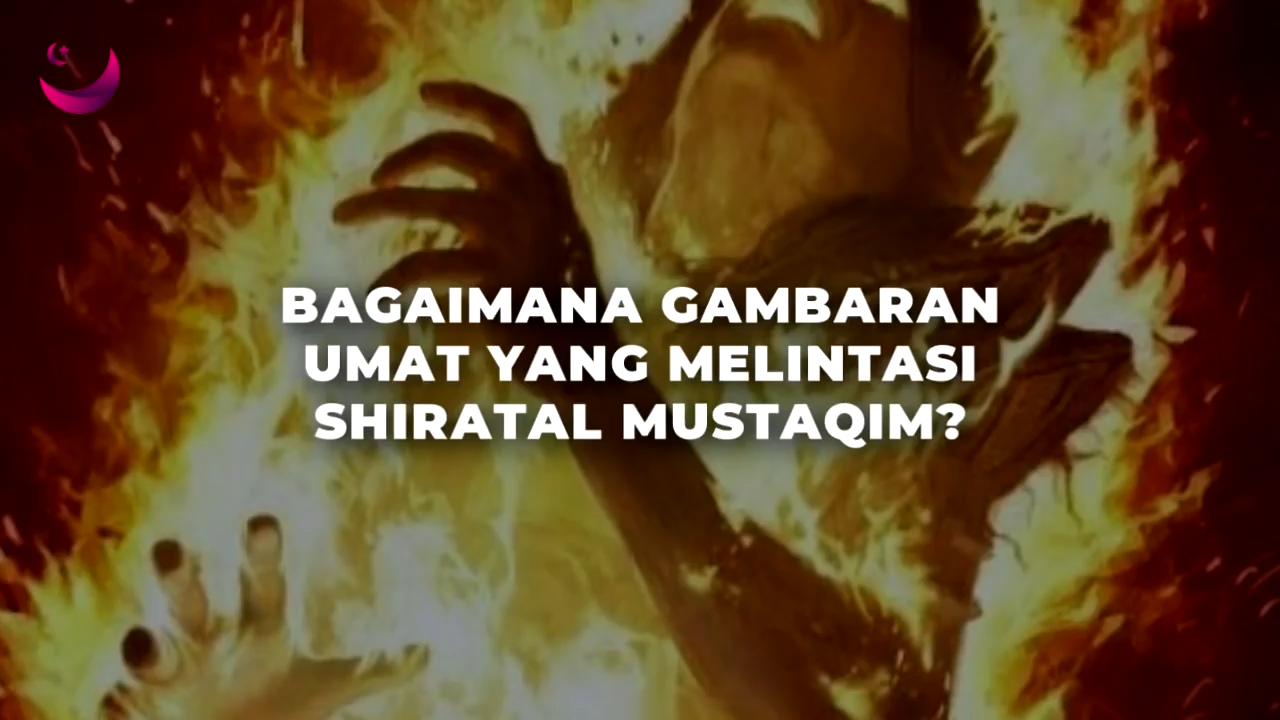 BAGAIMANA GAMBARAN
UMAT YANG MELINTASI
SHIRATAL MUSTAQIM?